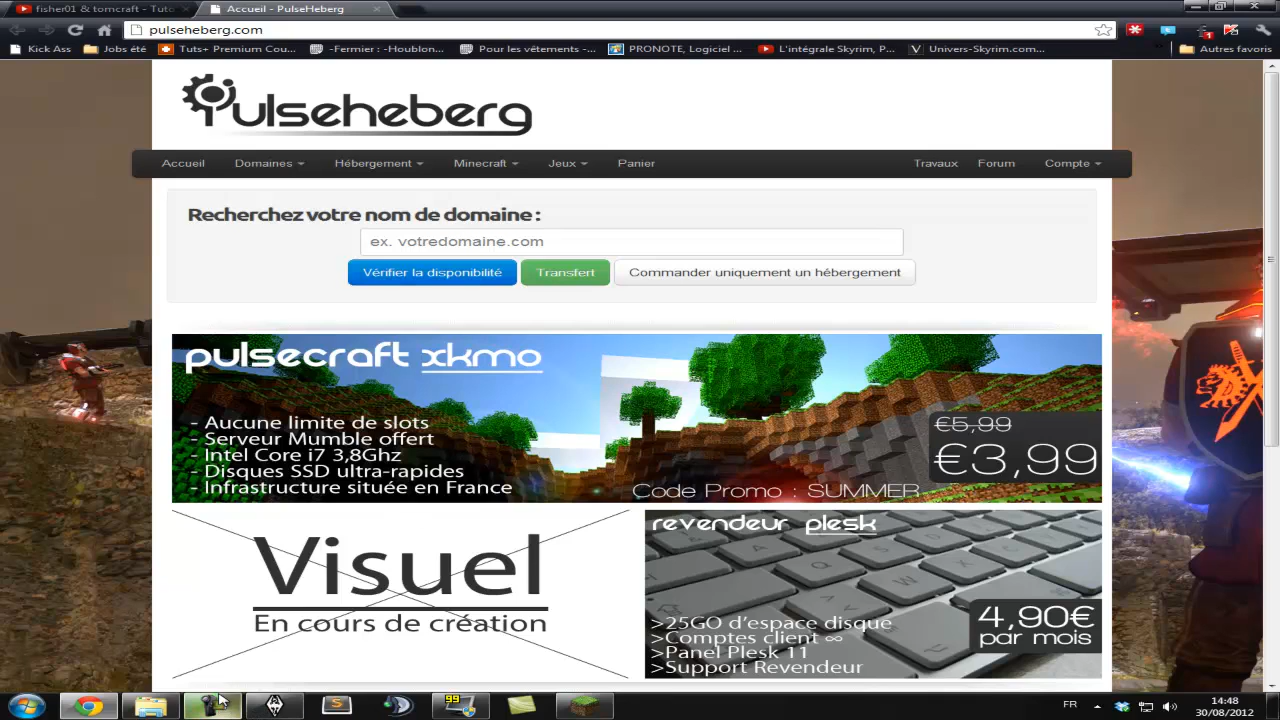 fisher01 & tomcraft - Tuto
Accueil - PulseHeberg
pulseheberg.com
Kick Ass
Jobs été
Tuts+ Premium Cou...
-Fermier : -Houblon...
Pour les vêtements -...
PRONOTE, Logiciel ...
L'intégrale Skyrim, P...
Univers-Skyrim.com...
Autres favoris
Pulseheberg
Accueil
Domaines
Hébergement
Minecraft
Jeux
Panier
Travaux
Forum
Compte
Recherchez votre nom de domaine :
ex. votredomaine.com
Vérifier la disponibilité
Transfert
Commander uniquement un hébergement
pulsecraft xkmo
- Aucune limite de slots
- Serveur Mumble offert
- Intel Core i7 3,8Ghz
- Disques SSD ultra-rapides
- Infrastructure située en France
€5,99
€3,99
Code Promo : SUMMER
Visuel
En cours de création
revendeur plesk
>25GO d'espace disque
>Comptes client ∞
>Panel Plesk 11
>Support Revendeur
4,90€
par mois
99
FR
14:48
30/08/2012